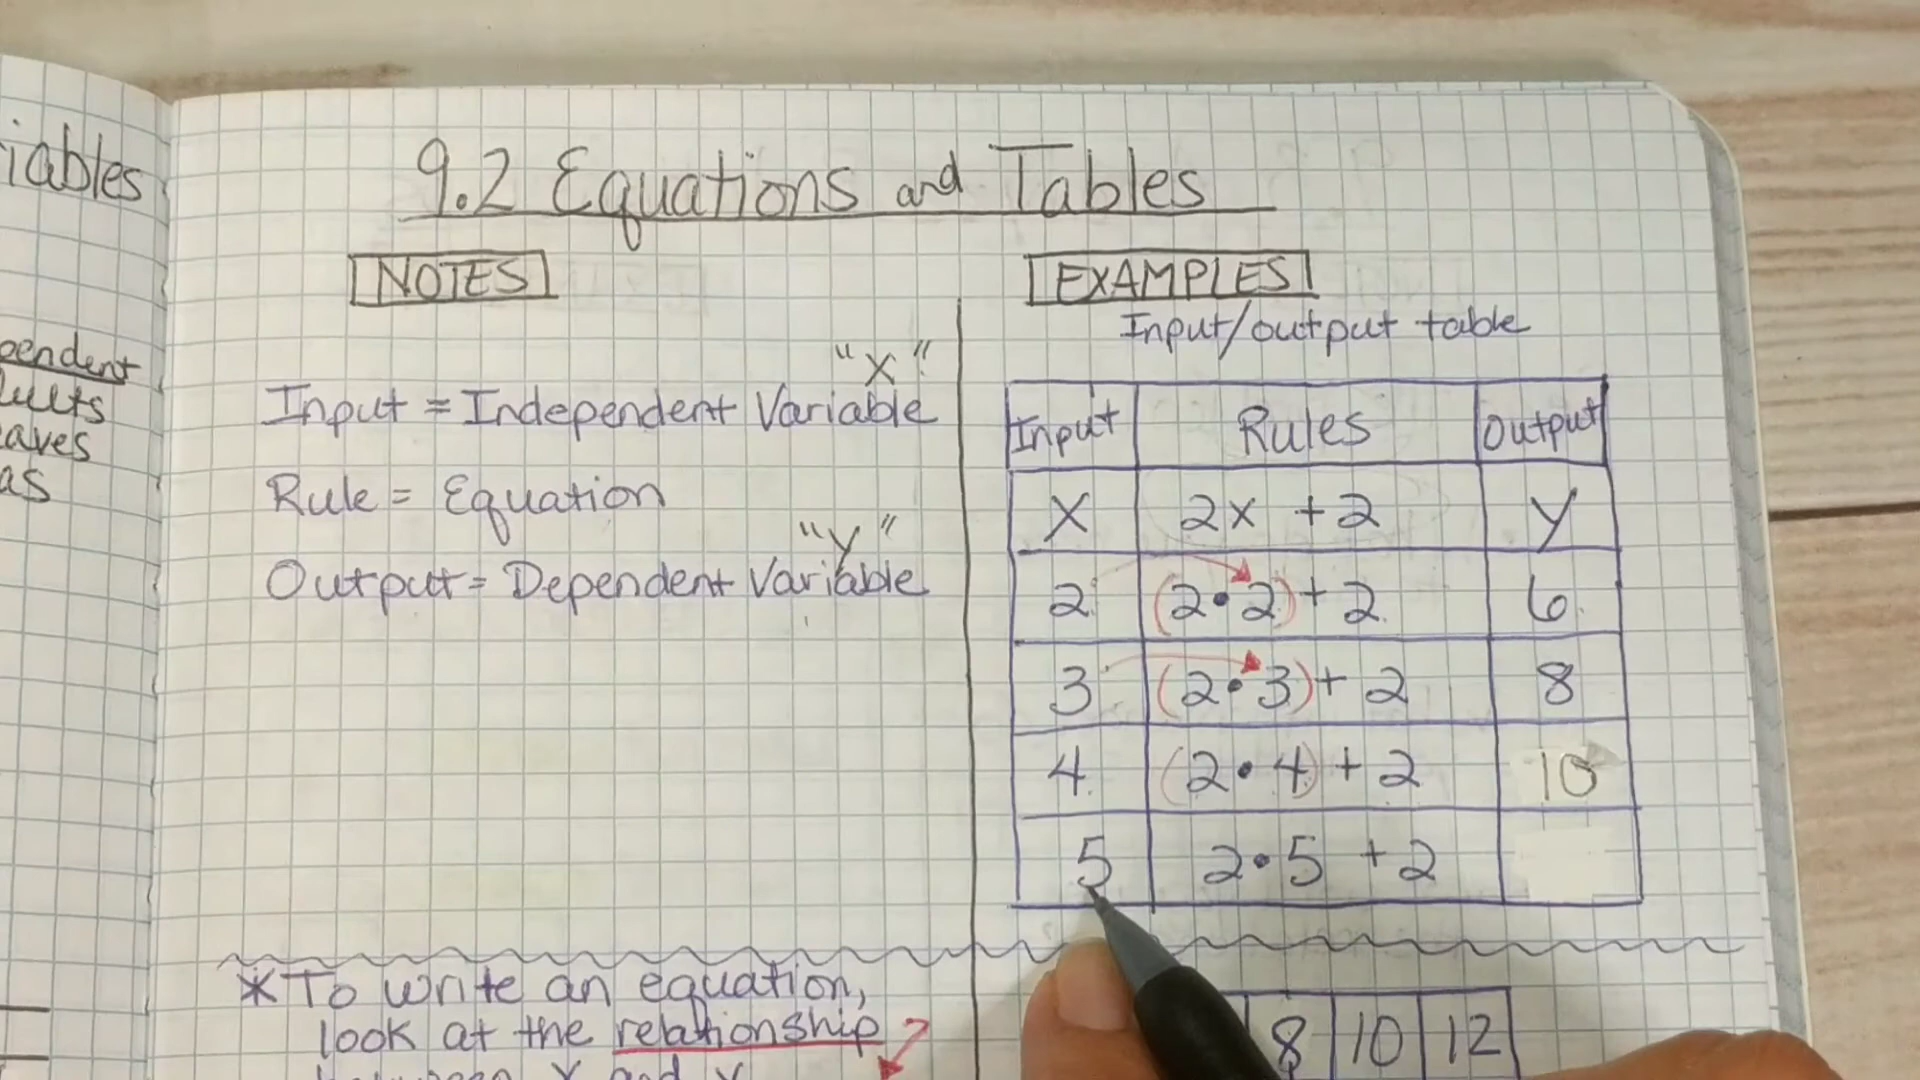 iables
pendent
aves
as
9.2 Equations and Tables
NOTES
"X"
Input = Independent Variable
Rule = Equation
"Y"
Output = Dependent Variable
EXAMPLES
Input/output table
Input Rules Output
X 2x + 2 y
2 (2•2) + 2 6
3 (2•3) + 2 8
4 (2•4) + 2 10
5 2•5 + 2
*To write an equation,
look at the relationship
between X and Y
8 10 12